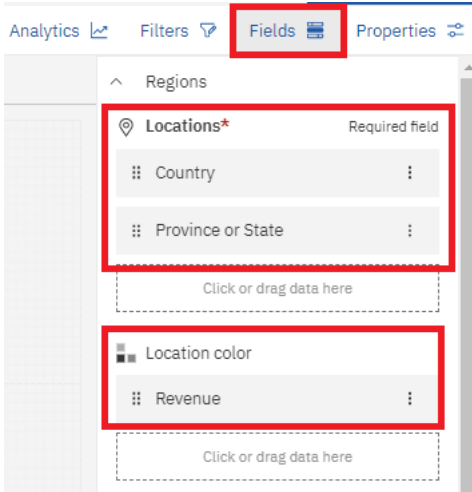 Analytics Filters Fields Properties
Regions
Locations* Required field
Country
Province or State
Click or drag data here
Location color
Revenue
Click or drag data here